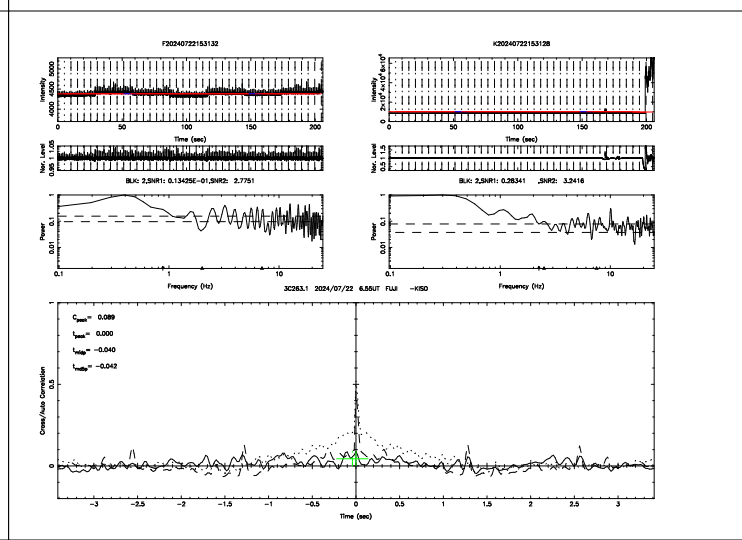 F20240722153132
K20240722153128
Intensity
4000 4500 5000
0 50 100 150 200
Time (sec)
Intensity
0 2×10⁴ 4×10⁴ 6×10⁴
0 50 100 150 200
Time (sec)
Nor. Level
0.95 1 1.05
Nor. Level
0.5 1 1.5
BLK: 2,SNR1: 0.13425E-01,SNR2: 2.7751
BLK: 2,SNR1: 0.28341 ,SNR2: 3.2416
Power
0.01 0.1 1
0.1 1 10
Frequency (Hz)
Power
0.01 0.1 1
0.1 1 10
Frequency (Hz)
3C263.1 2024/07/22 6.55UT FUJI -KISO
Cross/Auto Correlation
0 0.5 1
C_peak= 0.089
t_peak= 0.000
t_midp= -0.040
-0.042
-3 -2.5 -2 -1.5 -1 -0.5 0 0.5 1 1.5 2 2.5 3
Time (sec)